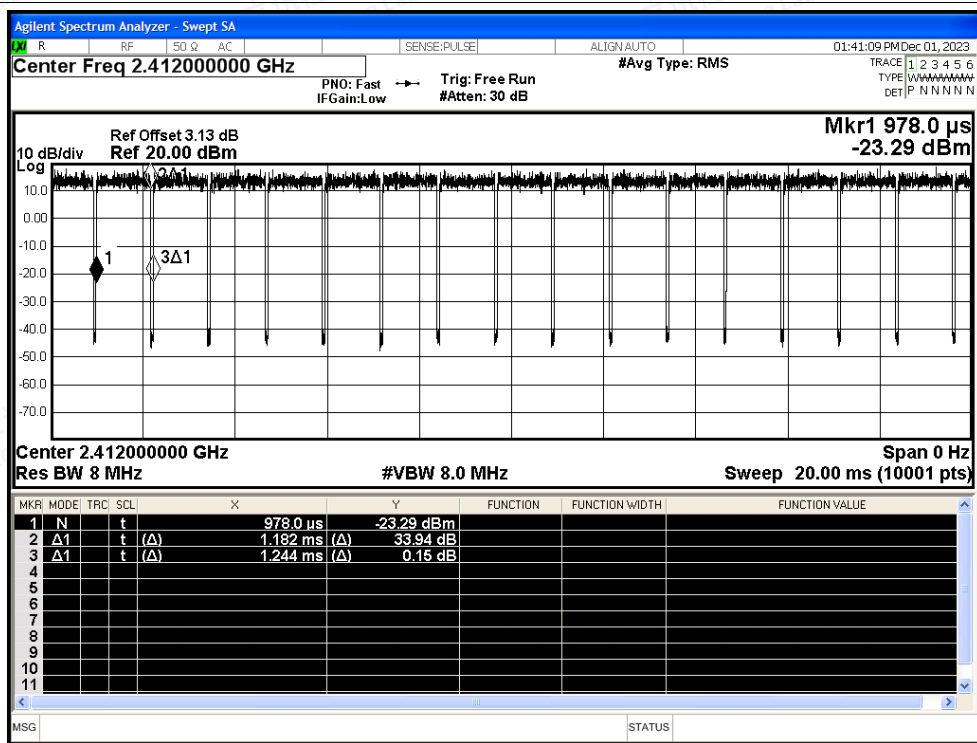 Agilent Spectrum Analyzer - Swept SA
LXI R RF 50 Ω AC SENSE:PULSE ALIGN AUTO 01:41:09 PM Dec 01, 2023
Center Freq 2.412000000 GHz #Avg Type: RMS TRACE 1 2 3 4 5 6
PNO: Fast Trig: Free Run TYPE WWWWWW
IFGain:Low #Atten: 30 dB DET P N N N N N
Mkr1 978.0 µs
Ref Offset 3.13 dB
10 dB/div Ref 20.00 dBm -23.29 dBm
Log
2Δ1
10.0
0.00
-10.0
1 3Δ1
-20.0
-30.0
-40.0
-50.0
-60.0
-70.0
Center 2.412000000 GHz Span 0 Hz
Res BW 8 MHz #VBW 8.0 MHz Sweep 20.00 ms (10001 pts)
MKR MODE TRC SCL X Y FUNCTION FUNCTION WIDTH FUNCTION VALUE
1 N t 978.0 µs -23.29 dBm
2 Δ1 t (Δ) 1.182 ms (Δ) 33.94 dB
3 Δ1 t (Δ) 1.244 ms (Δ) 0.15 dB
4
5
6
7
8
9
10
11
MSG STATUS